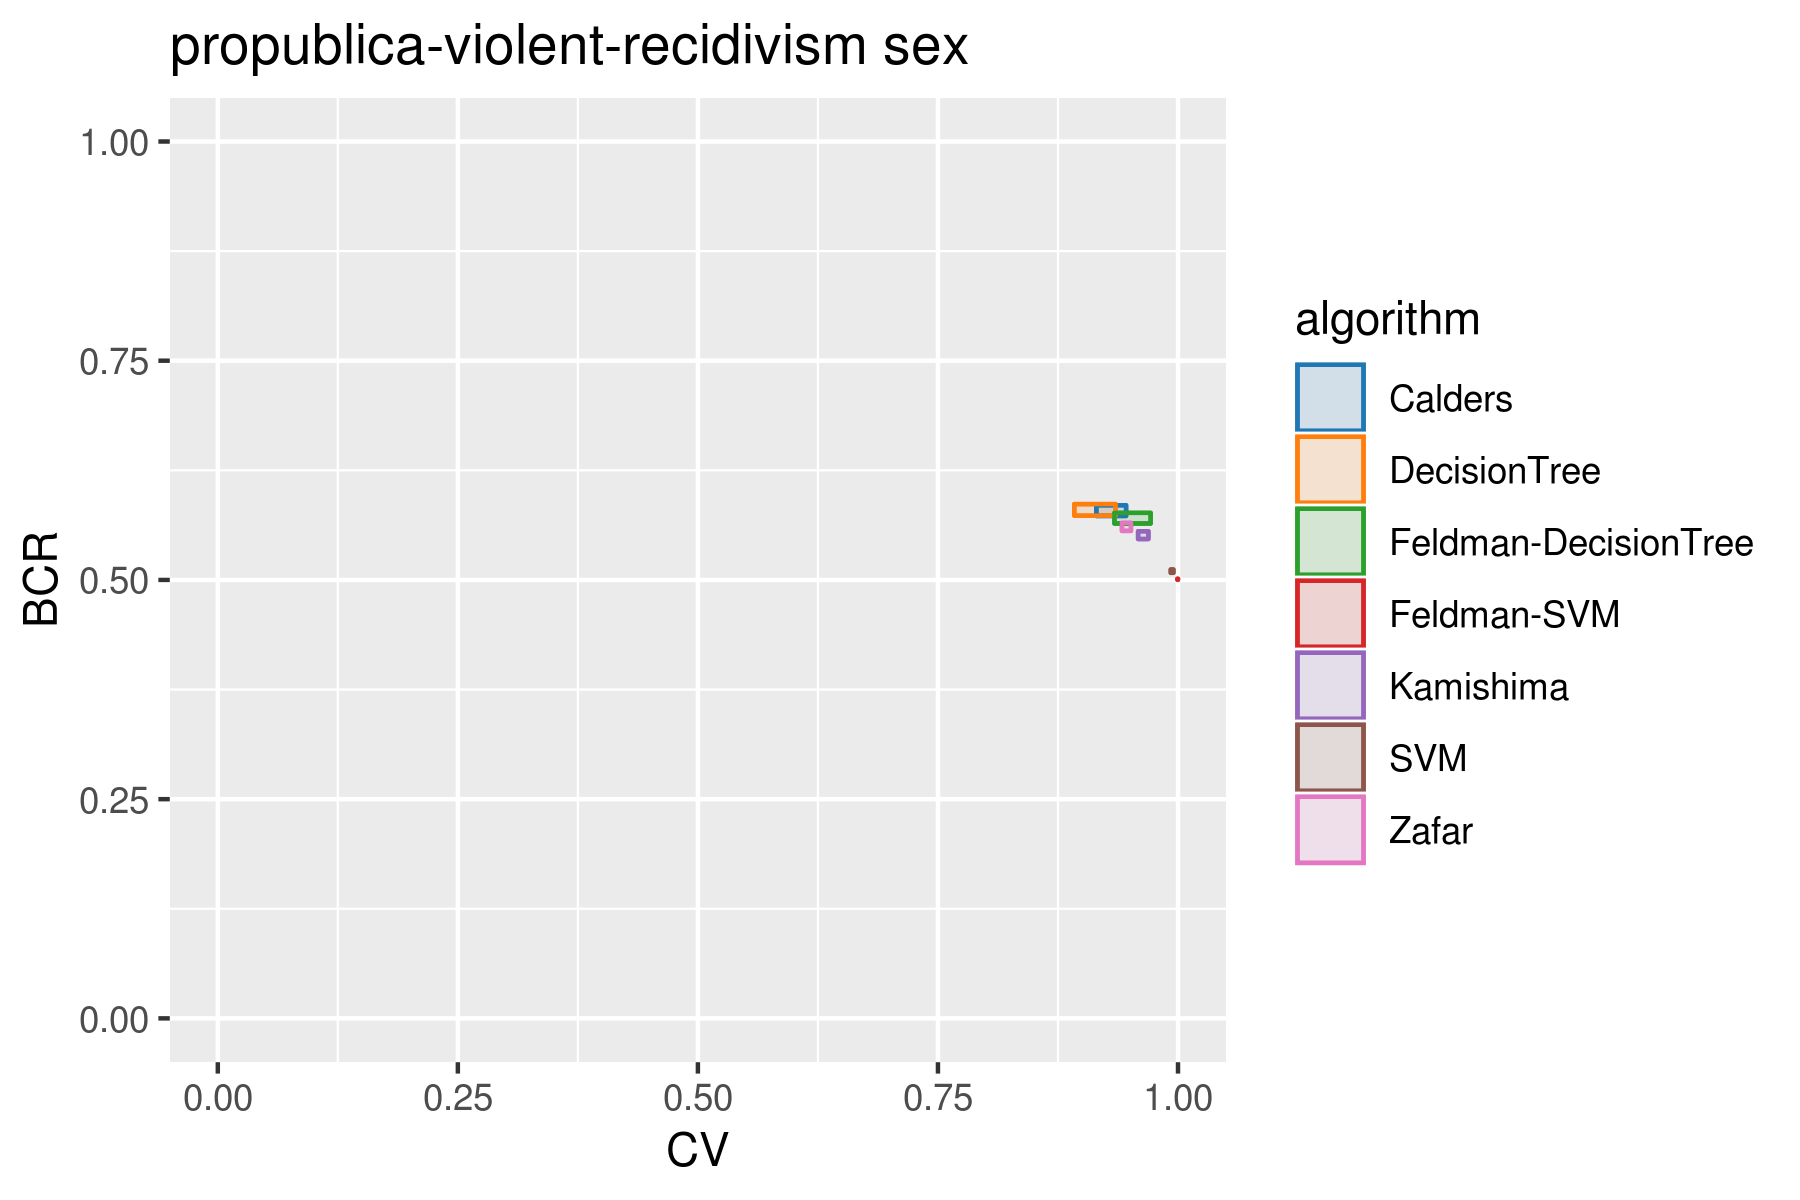 propublica-violent-recidivism sex
1.00
0.75
0.50
0.25
0.00
BCR
0.00 0.25 0.50 0.75 1.00
CV
algorithm
Calders
DecisionTree
Feldman-DecisionTree
Feldman-SVM
Kamishima
SVM
Zafar